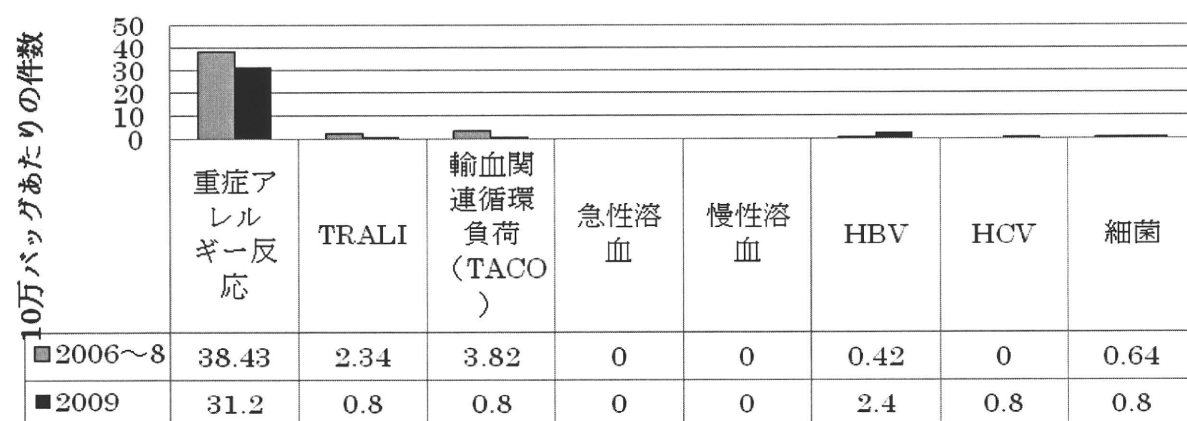 10万バッグあたりの件数
50
40
30
20
10
0
重症ア
レル
ギー反
応
TRALI
輸血関
連循環
負荷
（TACO
）
急性溶
血
慢性溶
血
HBV
HCV
細菌
2006～8 38.43 2.34 3.82 0 0 0.42 0 0.64
2009 31.2 0.8 0.8 0 0 2.4 0.8 0.8